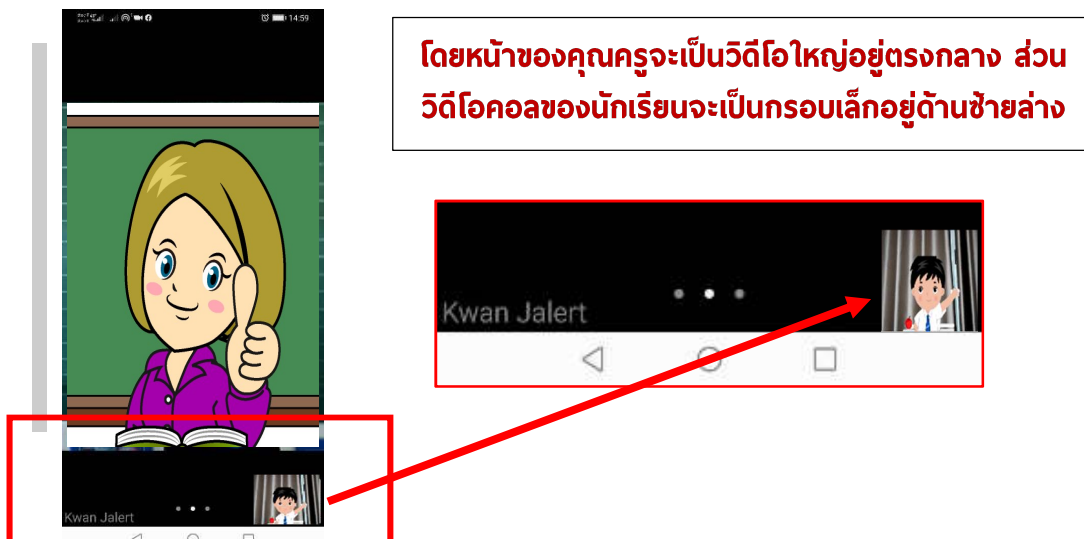 14:59
โดยหน้าของคุณครูจะเป็นวิดีโอใหญ่อยู่ตรงกลาง ส่วน
วิดีโอคอลของนักเรียนจะเป็นกรอบเล็กอยู่ด้านซ้ายล่าง
Kwan Jalert
Kwan Jalert